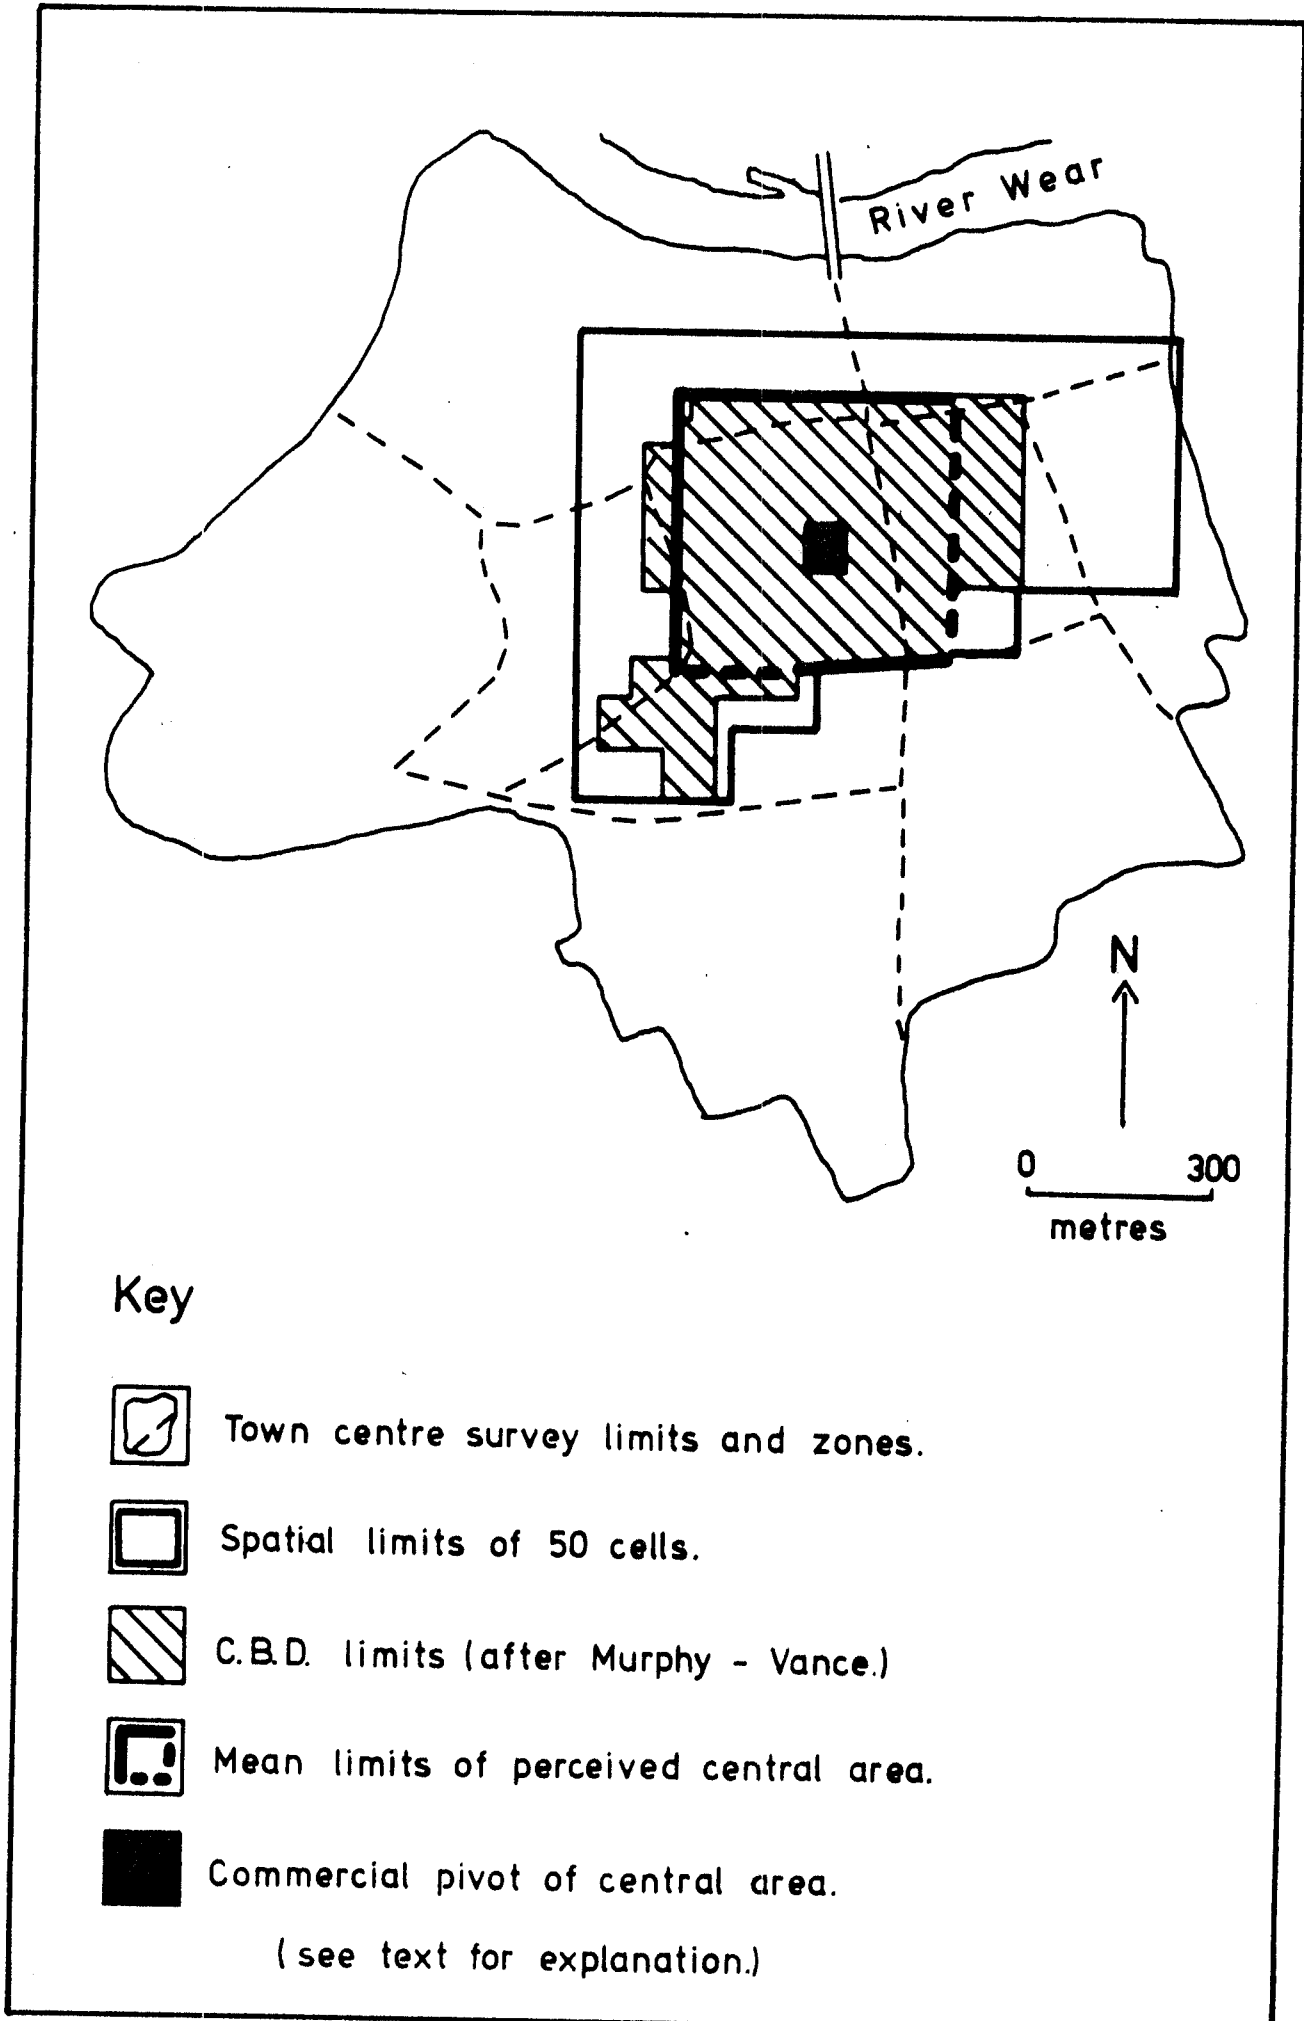 River Wear
N
0 300
metres
Key
Town centre survey limits and zones.
Spatial limits of 50 cells.
C.B.D. limits (after Murphy - Vance.)
Mean limits of perceived central area.
Commercial pivot of central area.
(see text for explanation.)